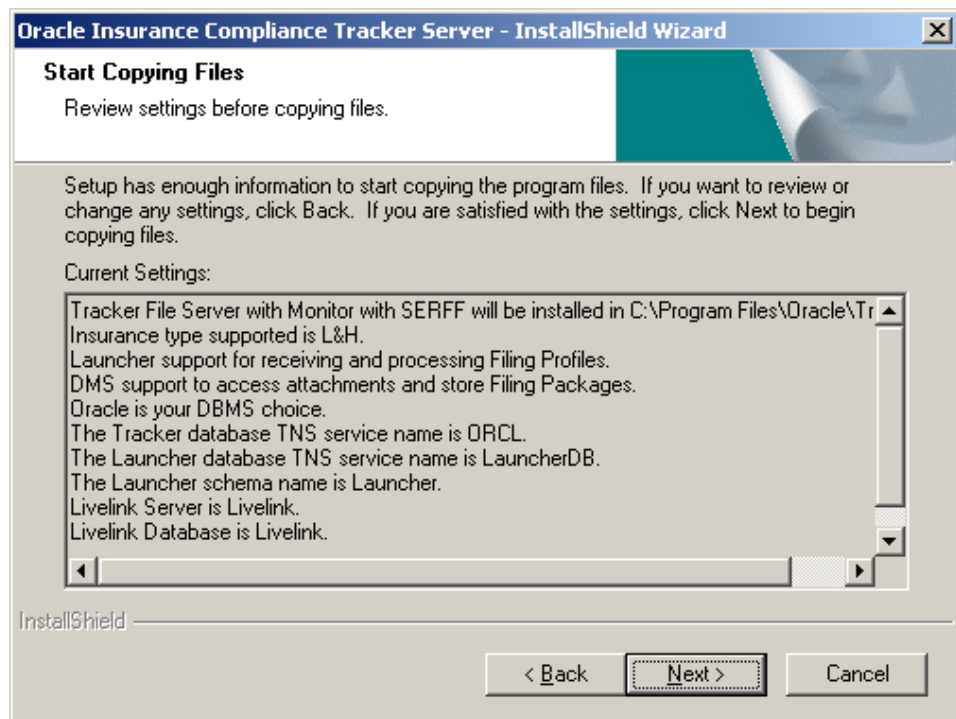 Oracle Insurance Compliance Tracker Server - InstallShield Wizard
Start Copying Files
Review settings before copying files.
Setup has enough information to start copying the program files. If you want to review or
change any settings, click Back. If you are satisfied with the settings, click Next to begin
copying files.
Current Settings:
Tracker File Server with Monitor with SERFF will be installed in C:\Program Files\Oracle\Tr
Insurance type supported is L&H.
Launcher support for receiving and processing Filing Profiles.
DMS support to access attachments and store Filing Packages.
Oracle is your DBMS choice.
The Tracker database TNS service name is ORCL.
The Launcher database TNS service name is LauncherDB.
The Launcher schema name is Launcher.
Livelink Server is Livelink.
Livelink Database is Livelink.
InstallShield
< Back Next > Cancel